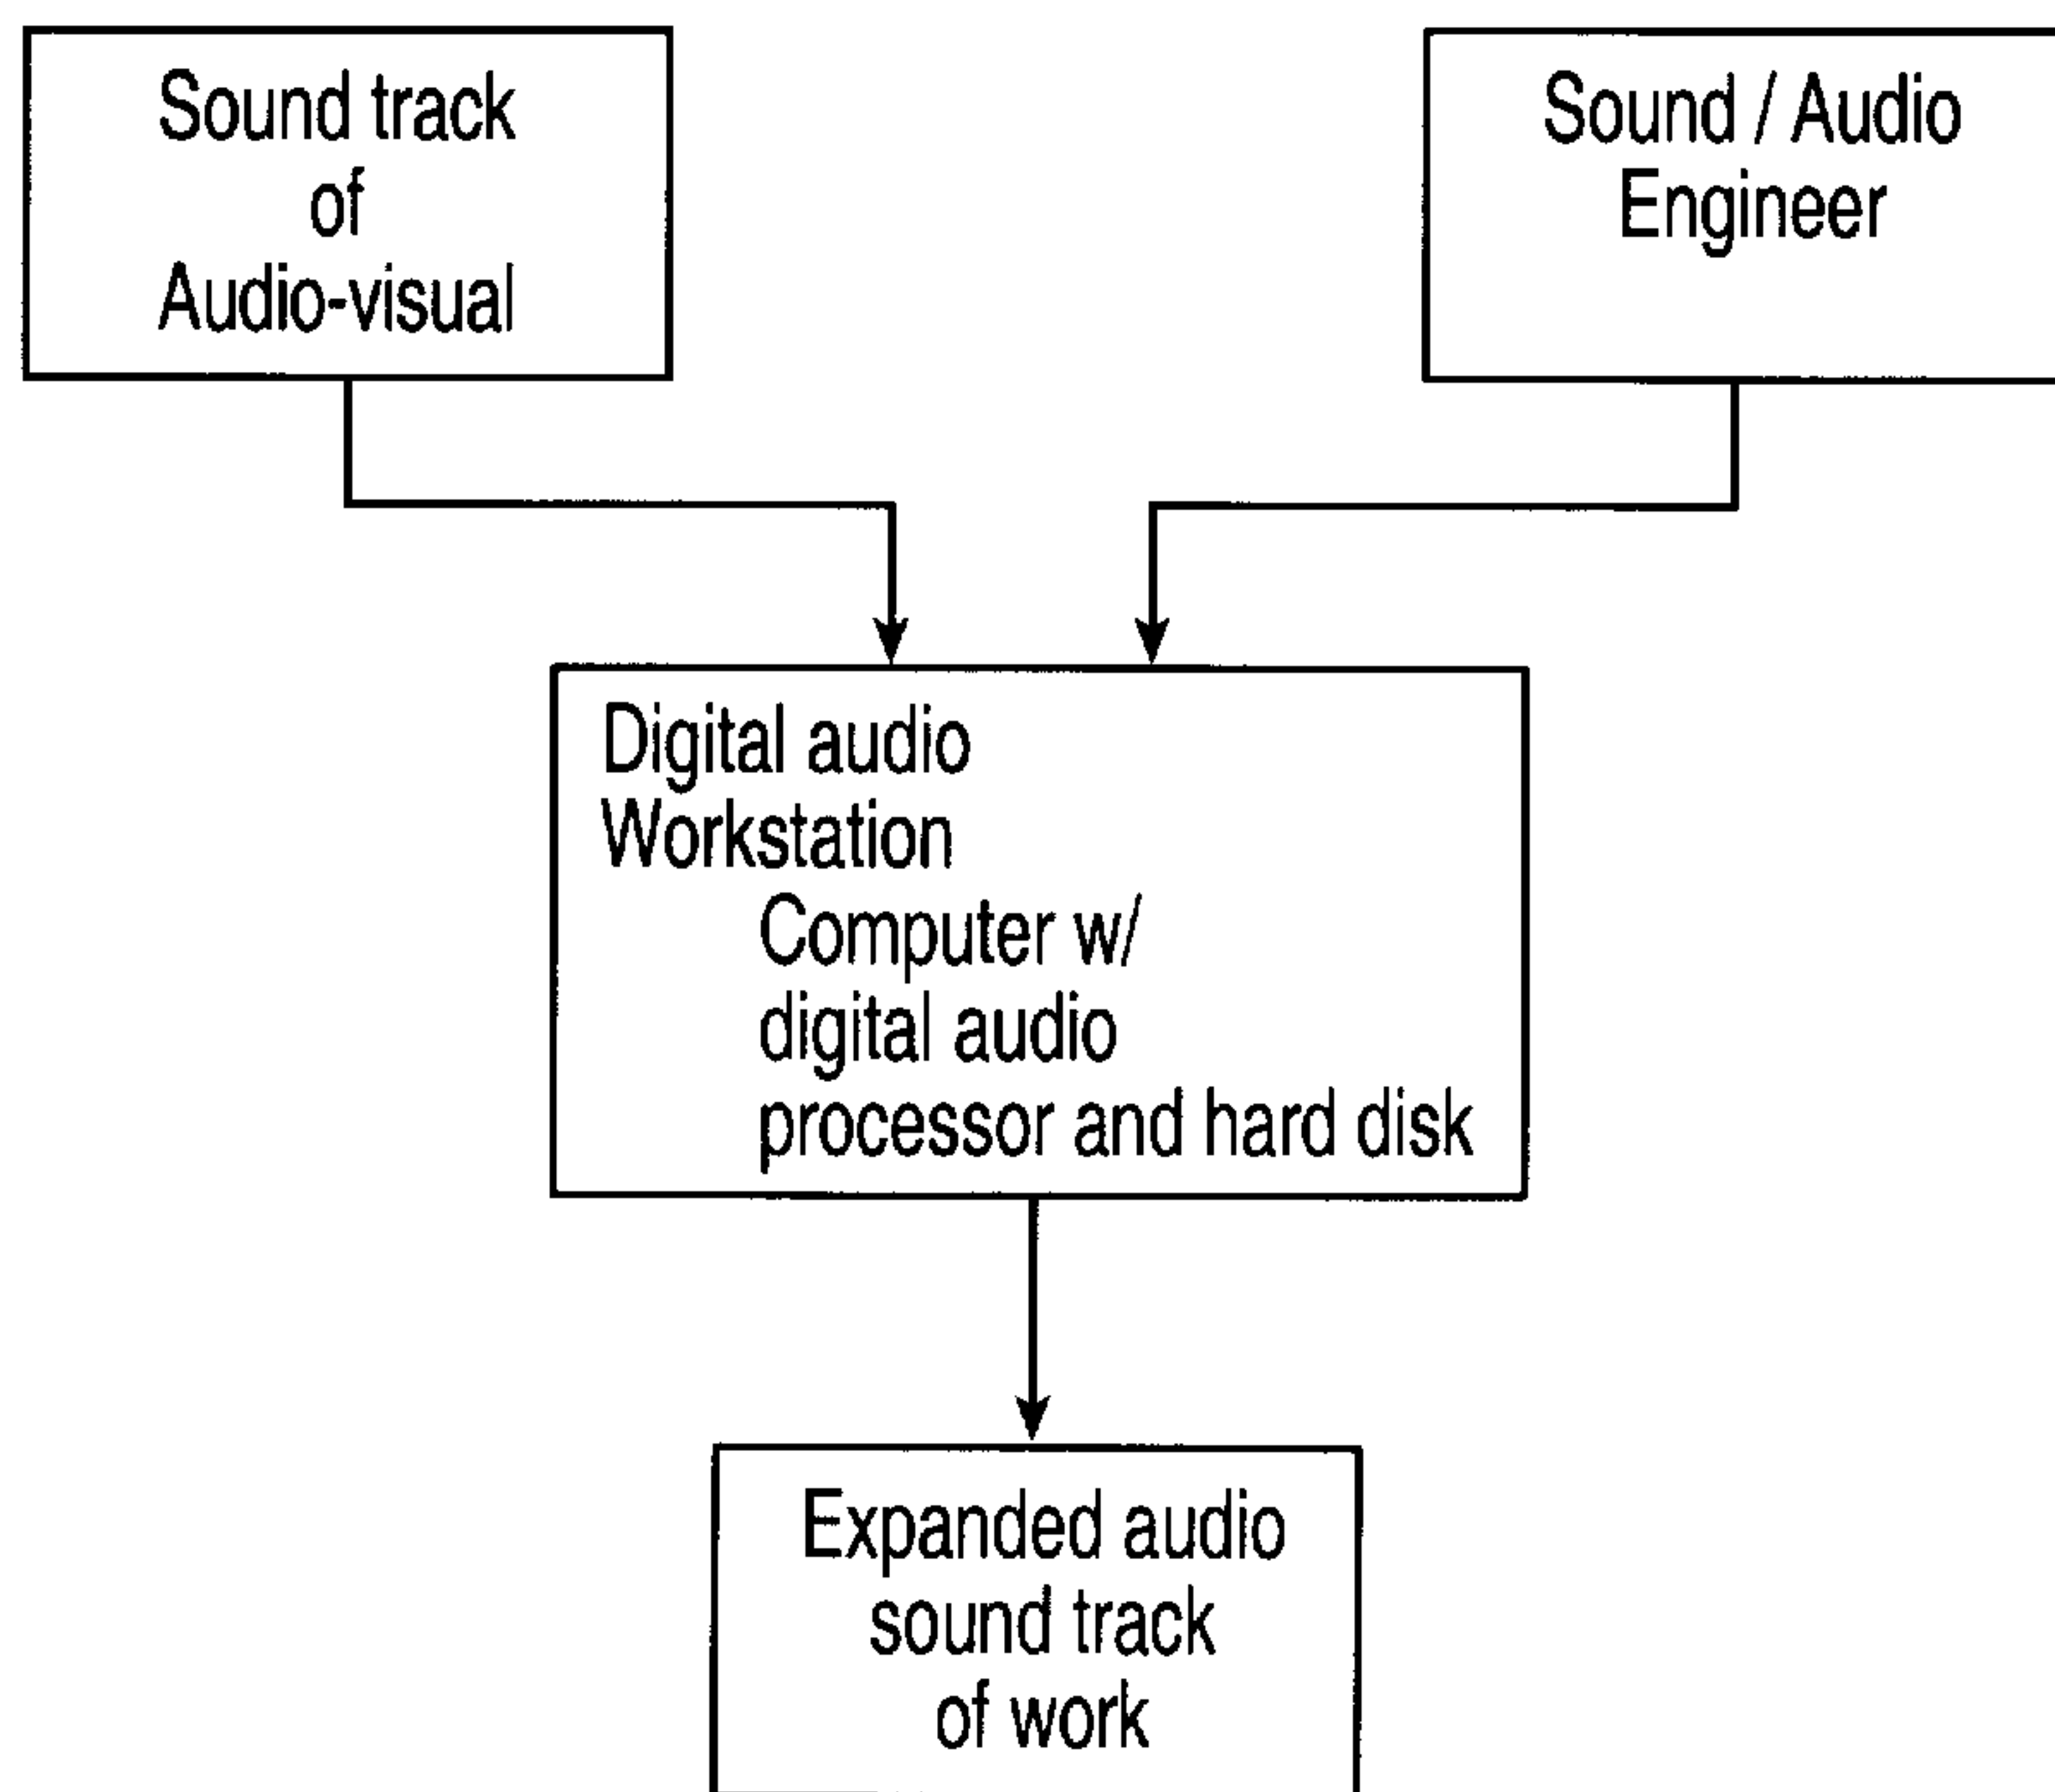 Sound track
of
Audio-visual
Sound / Audio
Engineer
Digital audio
Workstation
Computer w/
digital audio
processor and hard disk
Expanded audio
sound track
of work